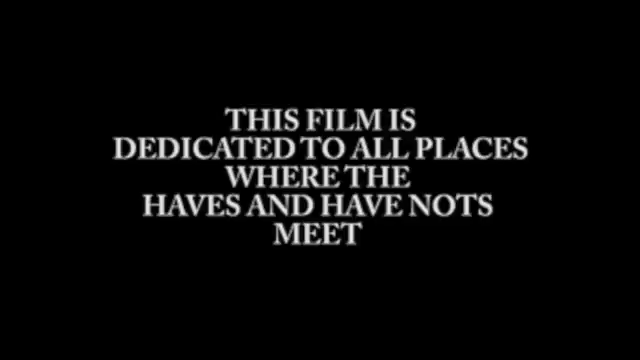 THIS FILM IS
DEDICATED TO ALL PLACES
WHERE THE
HAVES AND HAVE NOTS
MEET